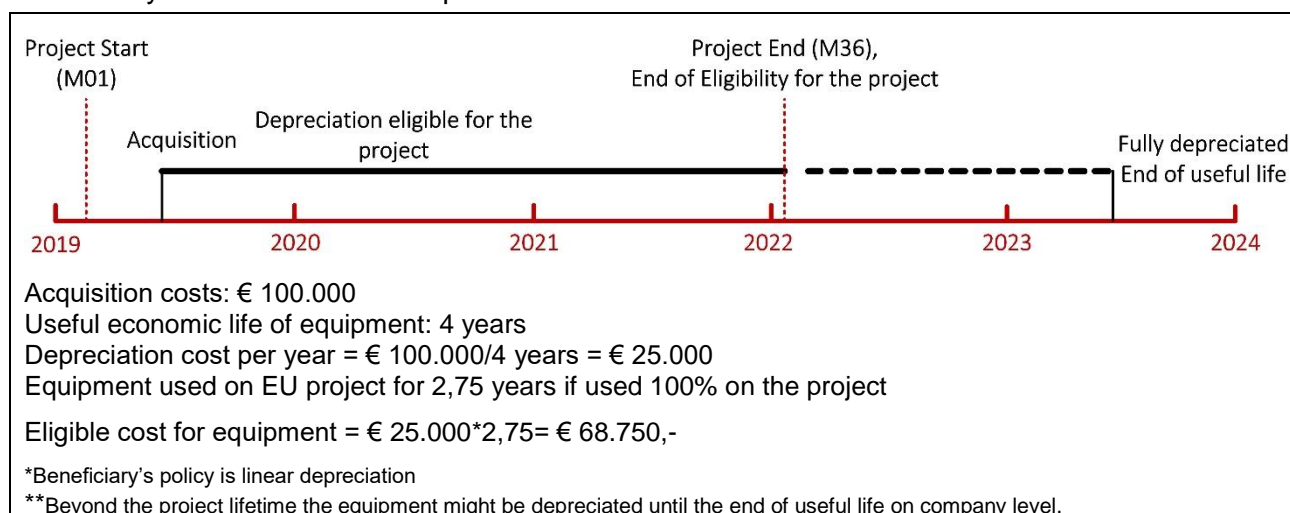 Project Start
(M01)
Project End (M36),
End of Eligibility for the project
Acquisition
Depreciation eligible for the
project
Fully depreciated
End of useful life
2019
2020
2021
2022
2023
2024
Acquisition costs: € 100.000
Useful economic life of equipment: 4 years
Depreciation cost per year = € 100.000/4 years = € 25.000
Equipment used on EU project for 2,75 years if used 100% on the project
Eligible cost for equipment = € 25.000*2,75= € 68.750,-
*Beneficiary's policy is linear depreciation
**Beyond the project lifetime the equipment might be depreciated until the end of useful life on company level.